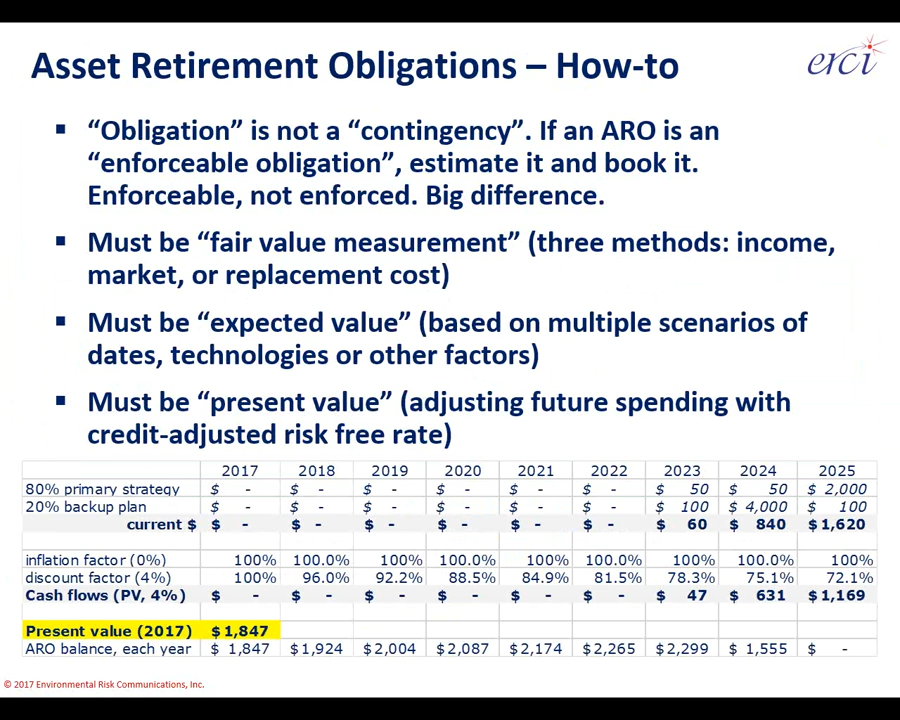 Asset Retirement Obligations – How-to
erci
▪ “Obligation” is not a “contingency”. If an ARO is an
“enforceable obligation”, estimate it and book it.
Enforceable, not enforced. Big difference.
▪ Must be “fair value measurement” (three methods: income,
market, or replacement cost)
▪ Must be “expected value” (based on multiple scenarios of
dates, technologies or other factors)
▪ Must be “present value” (adjusting future spending with
credit-adjusted risk free rate)
2017 2018 2019 2020 2021 2022 2023 2024 2025
80% primary strategy $ - $ - $ - $ - $ - $ - $ 50 $ 50 $ 2,000
20% backup plan $ - $ - $ - $ - $ - $ - $ 100 $ 4,000 $ 100
current $ $ - $ - $ - $ - $ - $ - $ 60 $ 840 $1,620
inflation factor (0%) 100% 100.0% 100% 100.0% 100% 100.0% 100% 100.0% 100%
discount factor (4%) 100% 96.0% 92.2% 88.5% 84.9% 81.5% 78.3% 75.1% 72.1%
Cash flows (PV, 4%) $ - $ - $ - $ - $ - $ - $ 47 $ 631 $1,169
Present value (2017) $1,847
ARO balance, each year $ 1,847 $1,924 $2,004 $2,087 $2,174 $2,265 $2,299 $ 1,555 $ -
© 2017 Environmental Risk Communications, Inc.